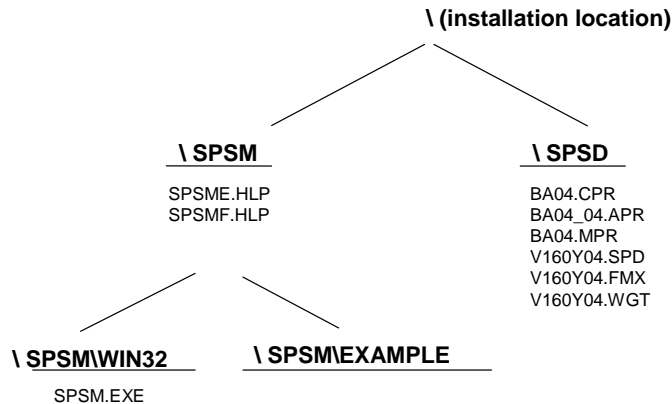 \ (installation location)
\ SPSM
SPSME.HLP
SPSMF.HLP
\ SPSD
BA04.CPR
BA04_04.APR
BA04.MPR
V160Y04.SPD
V160Y04.FMX
V160Y04.WGT
\ SPSM\WIN32
SPSM.EXE
\ SPSM\EXAMPLE